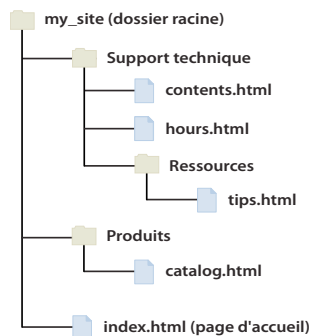 my_site (dossier racine)
Support technique
contents.html
hours.html
Ressources
tips.html
Produits
catalog.html
index.html (page d'accueil)